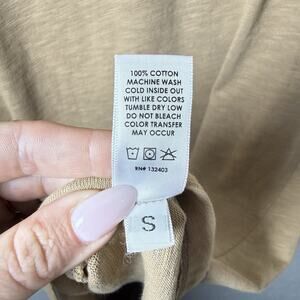 100% COTTON
MACHINE WASH
COLD INSIDE OUT
WITH LIKE COLORS
TUMBLE DRY LOW
DO NOT BLEACH
COLOR TRANSFER
MAY OCCUR
RN# 132403
S